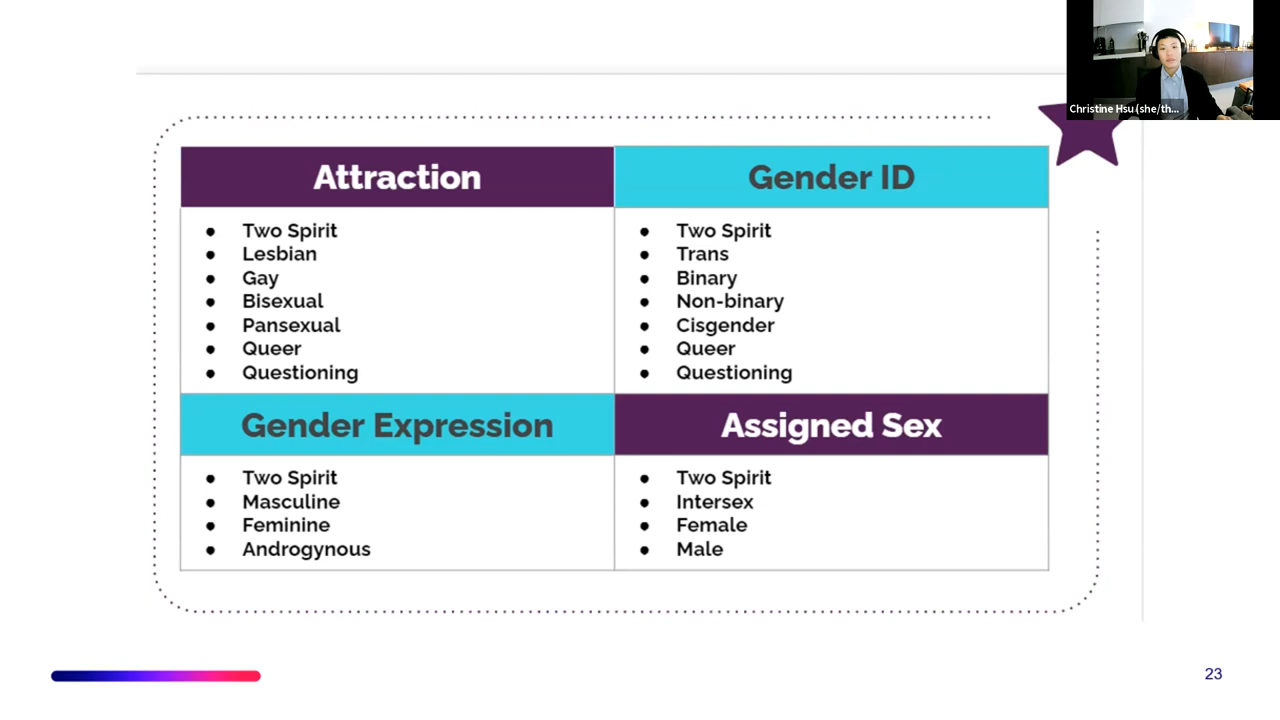 Christine Hsu (she/th...
Attraction
Gender ID
Two Spirit
Lesbian
Gay
Bisexual
Pansexual
Queer
Questioning
Two Spirit
Trans
Binary
Non-binary
Cisgender
Queer
Questioning
Gender Expression
Assigned Sex
Two Spirit
Masculine
Feminine
Androgynous
Two Spirit
Intersex
Female
Male
23